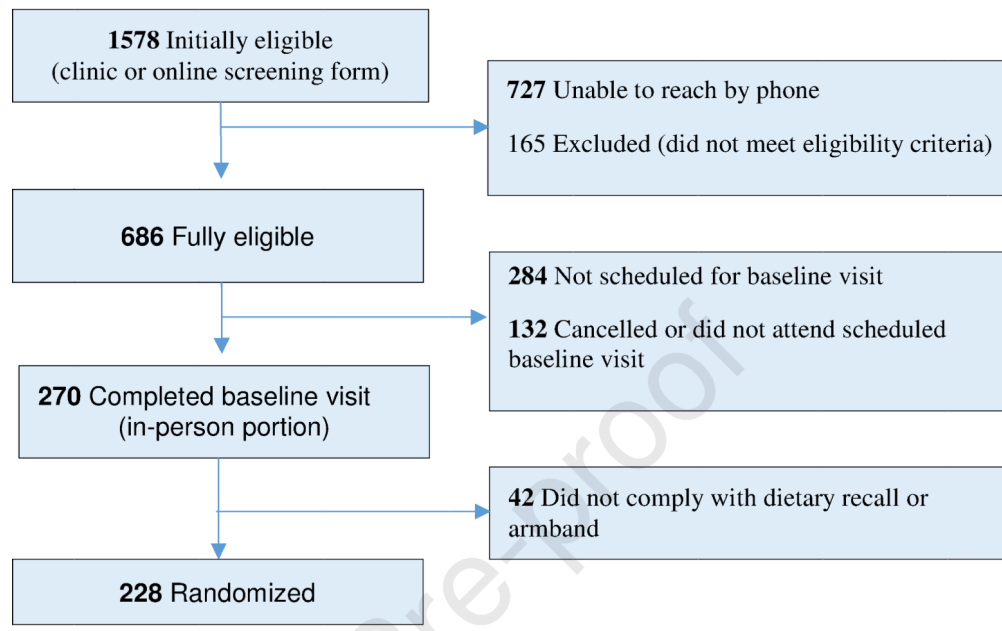 1578 Initially eligible
(clinic or online screening form)
727 Unable to reach by phone
165 Excluded (did not meet eligibility criteria)
686 Fully eligible
284 Not scheduled for baseline visit
132 Cancelled or did not attend scheduled
baseline visit
270 Completed baseline visit
(in-person portion)
42 Did not comply with dietary recall or
armband
228 Randomized
re-proof